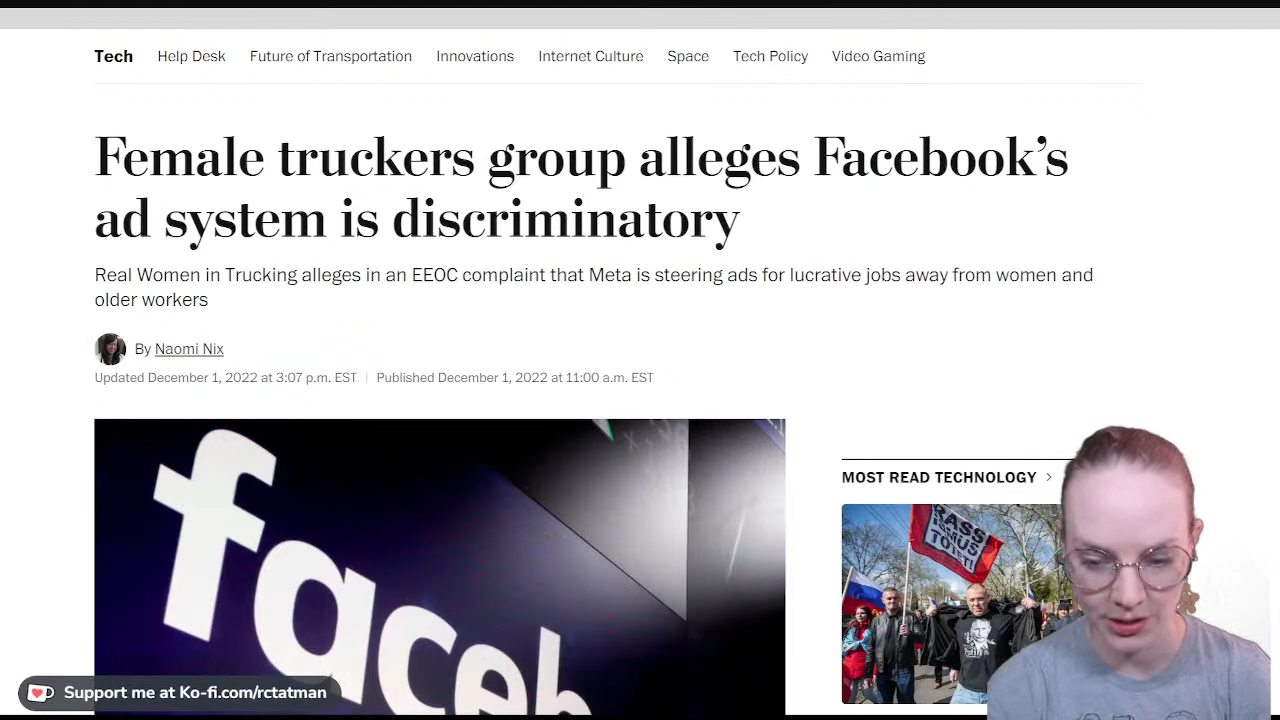 Tech Help Desk Future of Transportation Innovations Internet Culture Space Tech Policy Video Gaming
Female truckers group alleges Facebook's
ad system is discriminatory
Real Women in Trucking alleges in an EEOC complaint that Meta is steering ads for lucrative jobs away from women and
older workers
By Naomi Nix
Updated December 1, 2022 at 3:07 p.m. EST | Published December 1, 2022 at 11:00 a.m. EST
faceb
MOST READ TECHNOLOGY >
RASS
ISMUS
TÖTET!
Support me at Ko-fi.com/rctatman